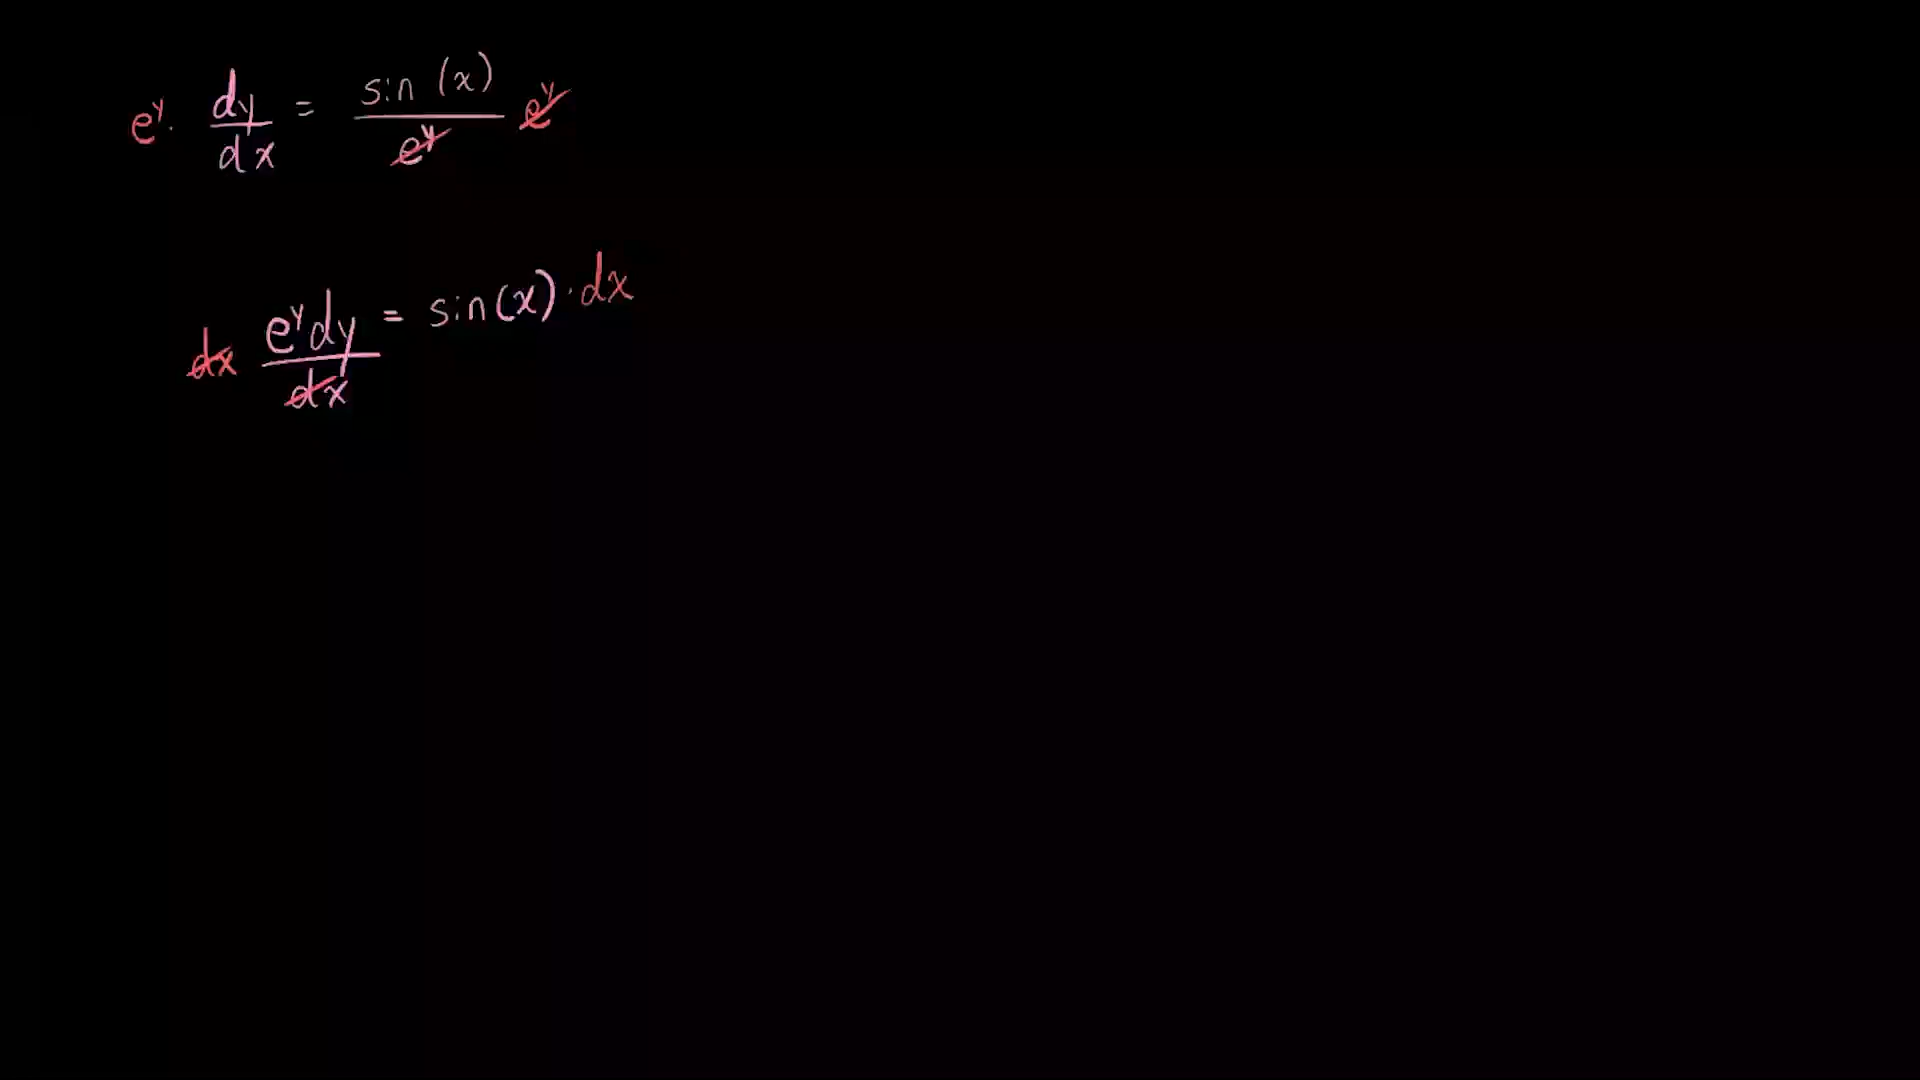 e^y · dy/dx = sin (x)/e^y e^y
dx e^y dy/dx = sin(x) · dx